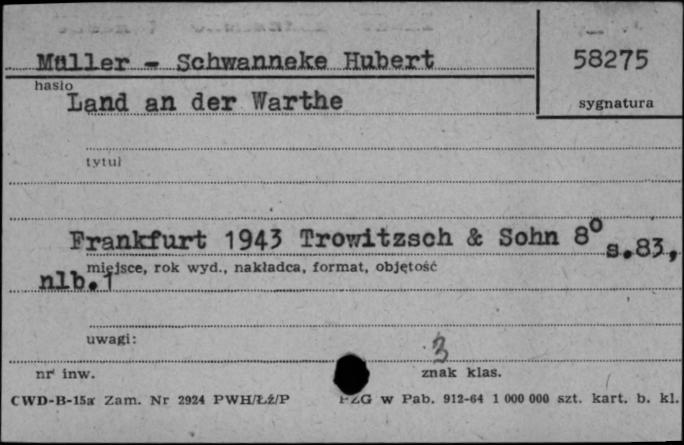 Müller - Schwanneke Hubert
58275
hasło
Land an der Warthe
sygnatura
tytuł
Frankfurt 1943 Trowitzsch & Sohn 8° s.83,
miejsce, rok wyd., nakładca, format, objętość
nlb.1
uwagi:
3
nr inw.
znak klas.
CWD-B-15a Zam. Nr 2924 PWH/Łź/P
PZG w Pab. 912-64 1 000 000 szt. kart. b. kl.